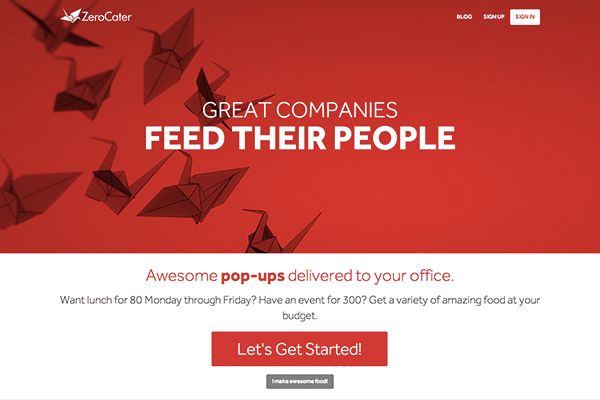 ZeroCater
BLOG SIGN UP SIGN IN
GREAT COMPANIES
FEED THEIR PEOPLE
Awesome pop-ups delivered to your office.
Want lunch for 80 Monday through Friday? Have an event for 300? Get a variety of amazing food at your
budget.
Let's Get Started!
I make awesome food!